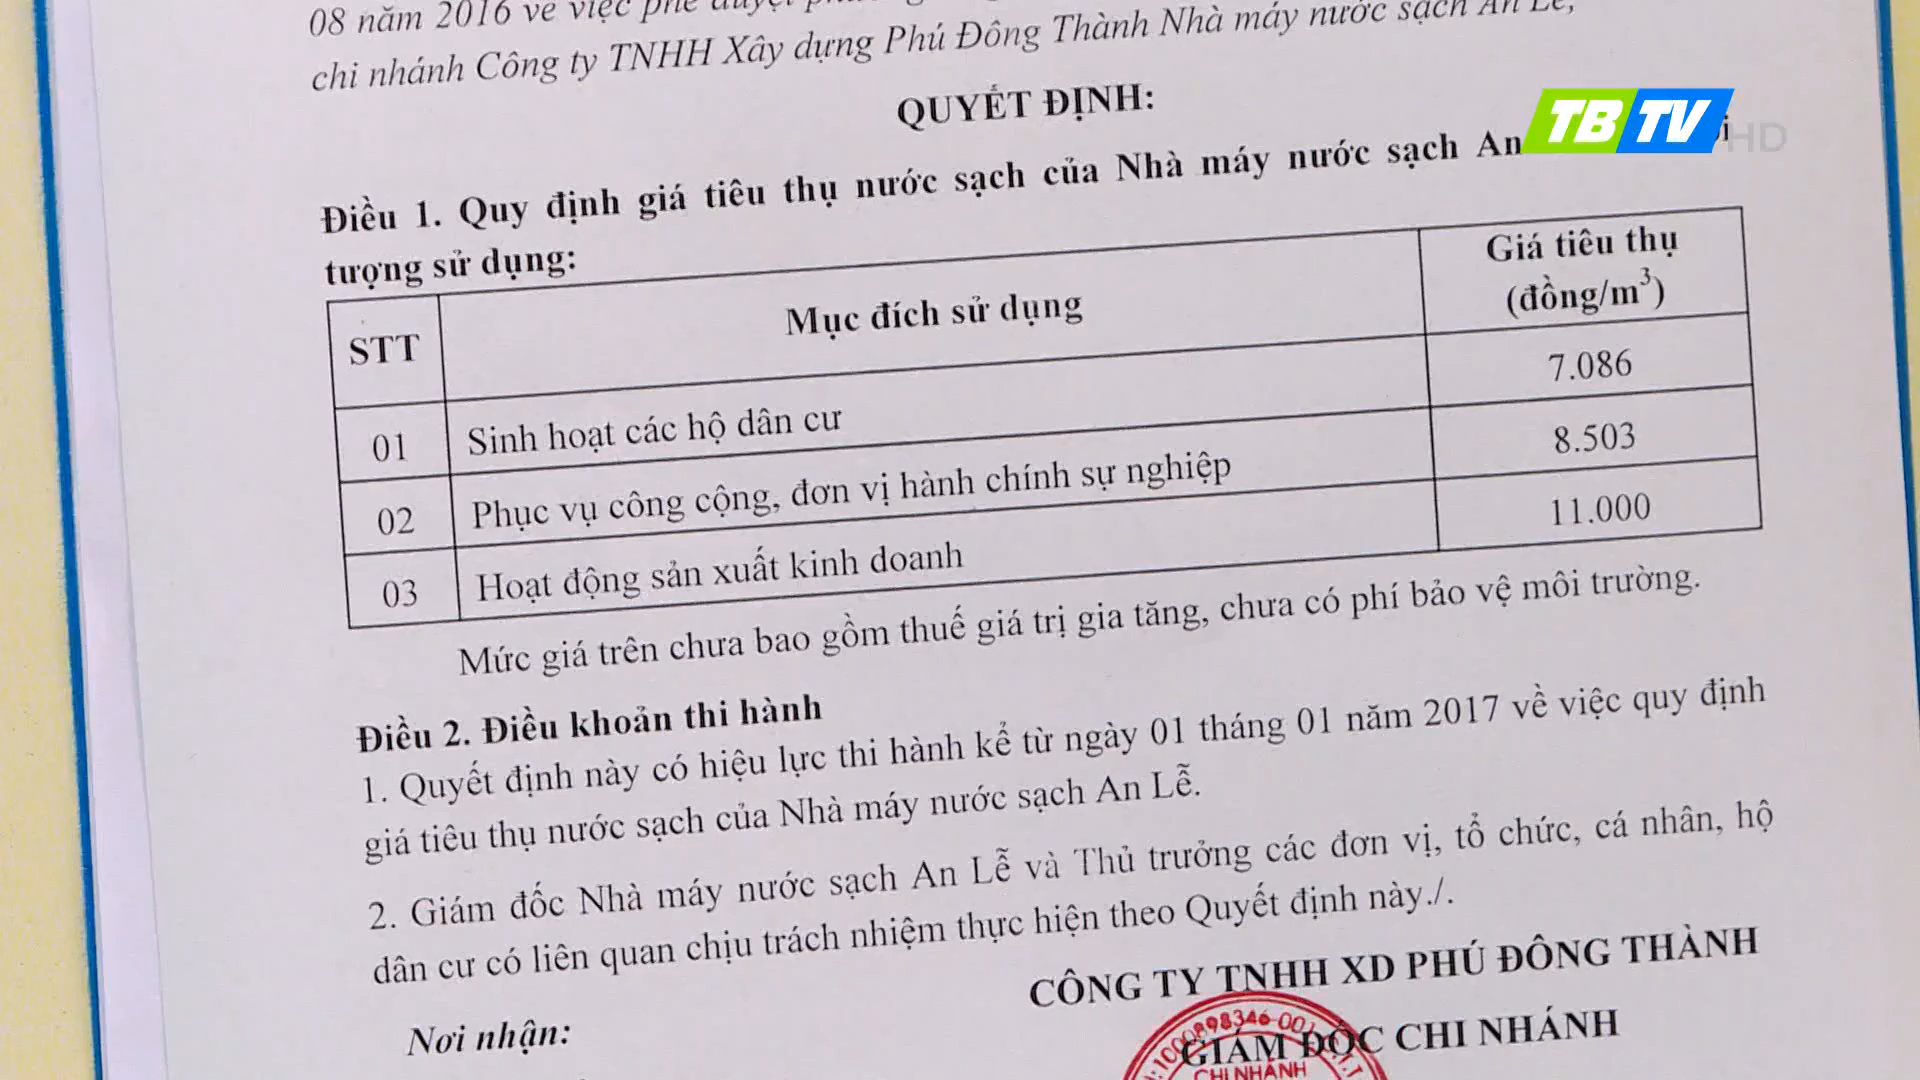 08 năm 2016 về việc phê duyệt
chi nhánh Công ty TNHH Xây dựng Phú Đông Thành Nhà máy nước sạch An Lễ,
QUYẾT ĐỊNH:
TBTV HD
Điều 1. Quy định giá tiêu thụ nước sạch của Nhà máy nước sạch An
tượng sử dụng:
STT Mục đích sử dụng Giá tiêu thụ
(đồng/m³)
01 Sinh hoạt các hộ dân cư 7.086
02 Phục vụ công cộng, đơn vị hành chính sự nghiệp 8.503
03 Hoạt động sản xuất kinh doanh 11.000
Mức giá trên chưa bao gồm thuế giá trị gia tăng, chưa có phí bảo vệ môi trường.
Điều 2. Điều khoản thi hành
1. Quyết định này có hiệu lực thi hành kể từ ngày 01 tháng 01 năm 2017 về việc quy định
giá tiêu thụ nước sạch của Nhà máy nước sạch An Lễ.
2. Giám đốc Nhà máy nước sạch An Lễ và Thủ trưởng các đơn vị, tổ chức, cá nhân, hộ
dân cư có liên quan chịu trách nhiệm thực hiện theo Quyết định này./.
CÔNG TY TNHH XD PHÚ ĐÔNG THÀNH
Nơi nhận:
GIÁM ĐỐC CHI NHÁNH
1000898346-001
CHI NHÁNH